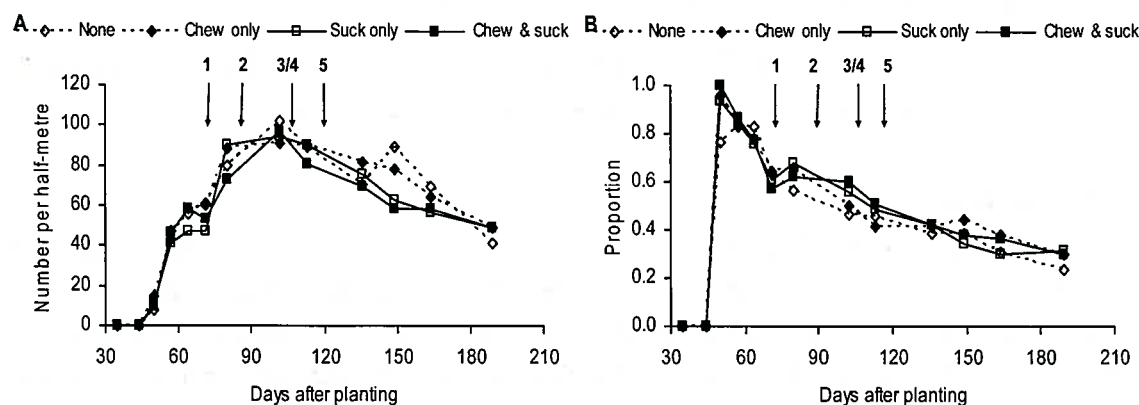 A None Chew only Suck only Chew & suck
1 2 3/4 5
Number per half-metre
120
100
80
60
40
20
0
30 60 90 120 150 180 210
Days after planting
B None Chew only Suck only Chew & suck
1 2 3/4 5
Proportion
1.0
0.8
0.6
0.4
0.2
0.0
30 60 90 120 150 180 210
Days after planting